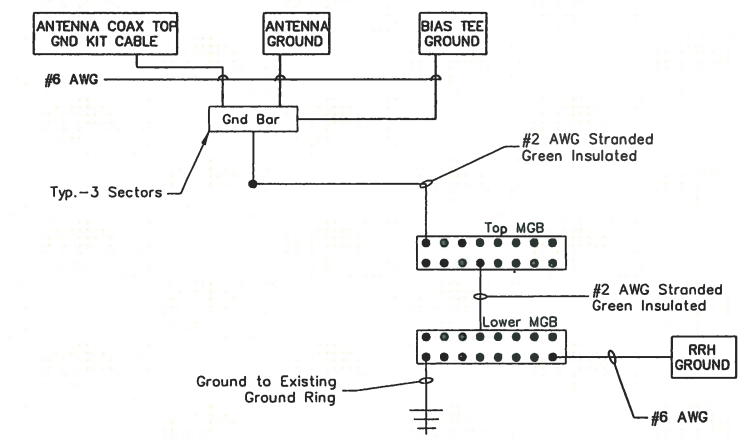 ANTENNA COAX TOP
GND KIT CABLE
ANTENNA
GROUND
BIAS TEE
GROUND
#6 AWG
Gnd Bar
#2 AWG Stranded
Green Insulated
Typ.-3 Sectors
Top MGB
#2 AWG Stranded
Green Insulated
Lower MGB
RRH
GROUND
Ground to Existing
Ground Ring
#6 AWG